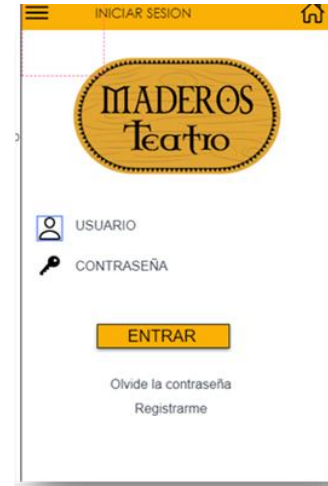 INICIAR SESION
MADEROS
Teatro
USUARIO
CONTRASEÑA
ENTRAR
Olvide la contraseña
Registrarme